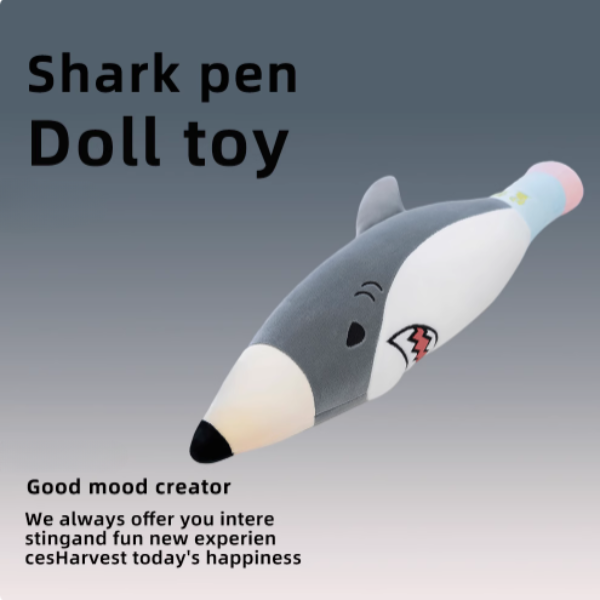 Shark pen
Doll toy
Good mood creator
We always offer you intere
stingand fun new experien
cesHarvest today's happiness